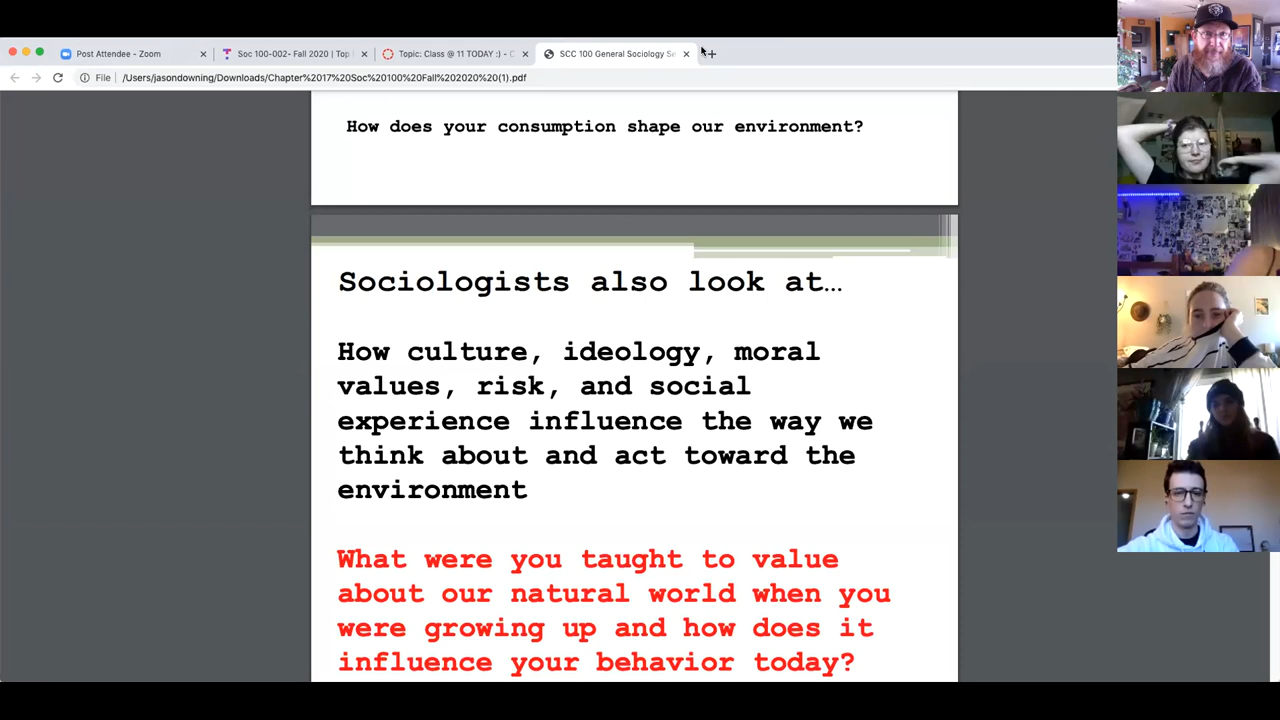 Post Attendee - Zoom
Soc 100-002- Fall 2020 | Top
Topic: Class @ 11 TODAY :) - C
SCC 100 General Sociology Se
File
/Users/jasondowning/Downloads/Chapter%2017%20Soc%20100%20Fall%202020%20(1).pdf
How does your consumption shape our environment?
Sociologists also look at…
How culture, ideology, moral
values, risk, and social
experience influence the way we
think about and act toward the
environment
What were you taught to value
about our natural world when you
were growing up and how does it
influence your behavior today?